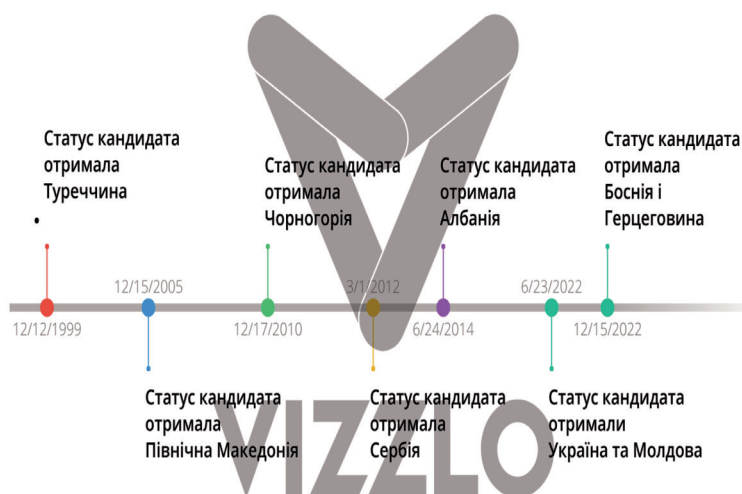 Статус кандидата
отримала
Туреччина
Статус кандидата
отримала
Чорногорія
Статус кандидата
отримала
Албанія
Статус кандидата
отримала
Боснія і
Герцеговина
12/15/2005
3/1/2012
6/23/2022
12/12/1999
12/17/2010
6/24/2014
12/15/2022
Статус кандидата
отримала
Північна Македонія
Статус кандидата
отримала
Сербія
Статус кандидата
отримали
Україна та Молдова
VIZZLO